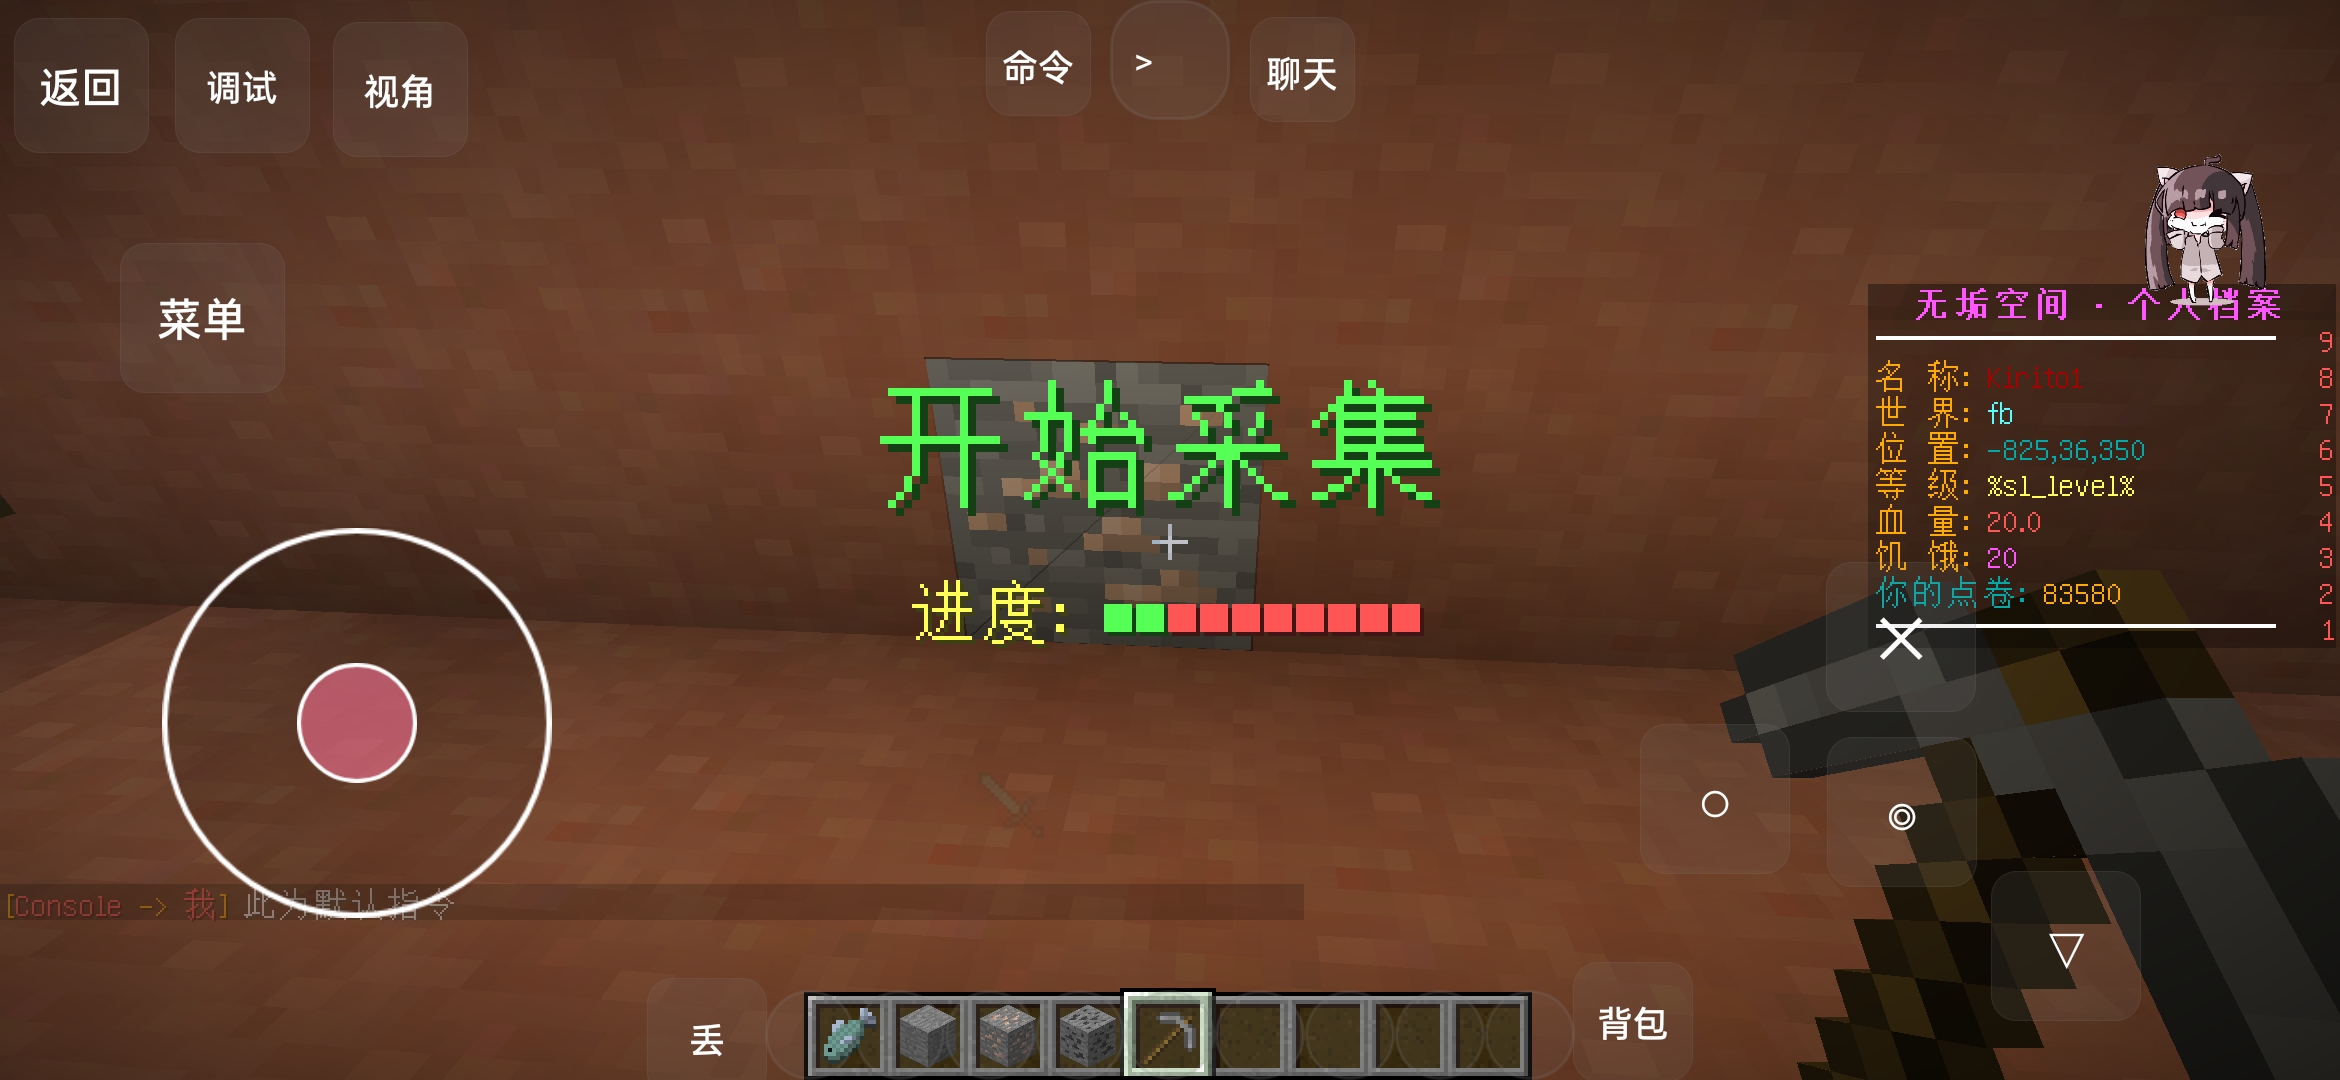 返回
调试
视角
命令
>
聊天
菜单
开始采集
进度:
无垢空间 · 个人档案
名 称: Kirito1 9
世 界: fb 8
位 置: -825,36,350 7
等 级: %sl_level% 6
血 量: 20.0 5
饥 饿: 20 4
你的点卷: 83580 3
2
1
[Console -> 我] 此为默认指令
丢
背包